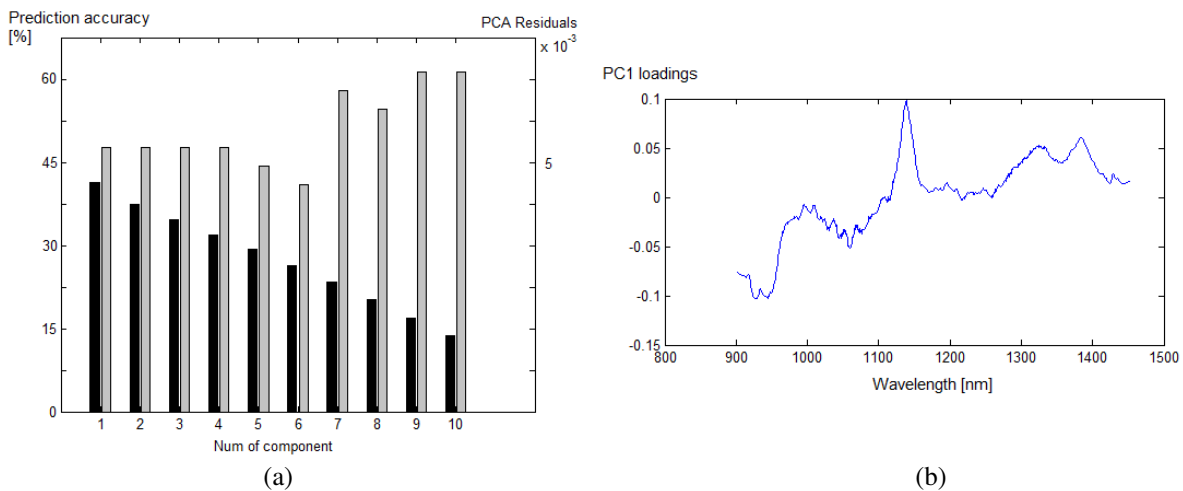 Prediction accuracy
[%]
PCA Residuals
x 10-3
60
45
30
15
0
5
1 2 3 4 5 6 7 8 9 10
Num of component
(a)
PC1 loadings
0.1
0.05
0
-0.05
-0.1
-0.15
800 900 1000 1100 1200 1300 1400 1500
Wavelength [nm]
(b)